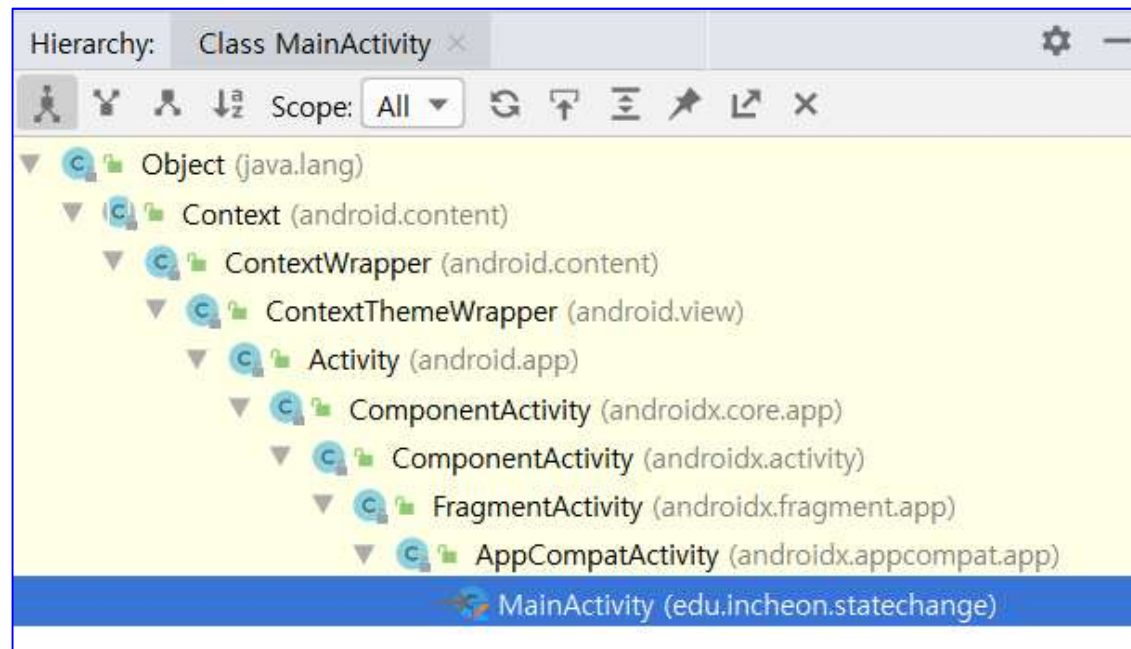 Hierarchy: Class MainActivity
Scope: All
Object (java.lang)
Context (android.content)
ContextWrapper (android.content)
ContextThemeWrapper (android.view)
Activity (android.app)
ComponentActivity (androidx.core.app)
ComponentActivity (androidx.activity)
FragmentActivity (androidx.fragment.app)
AppCompatActivity (androidx.appcompat.app)
MainActivity (edu.incheon.statechange)